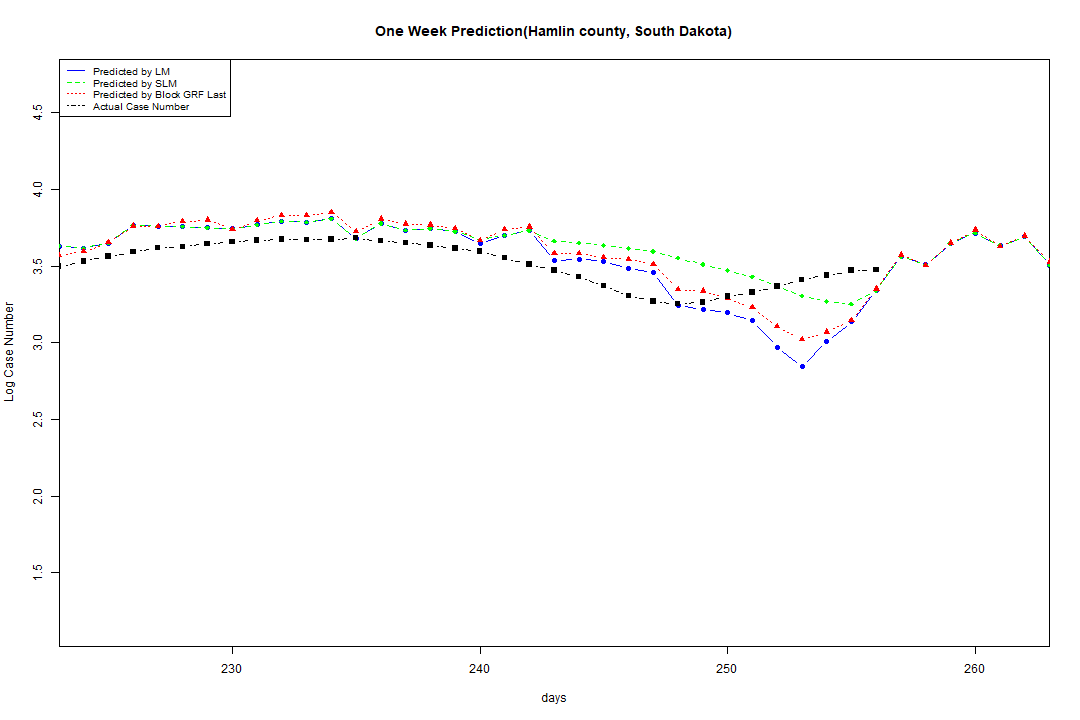 One Week Prediction(Hamlin county, South Dakota)
Predicted by LM
Predicted by SLM
Predicted by Block GRF Last
Actual Case Number
4.5
4.0
3.5
3.0
2.5
2.0
1.5
Log Case Number
230 240 250 260
days